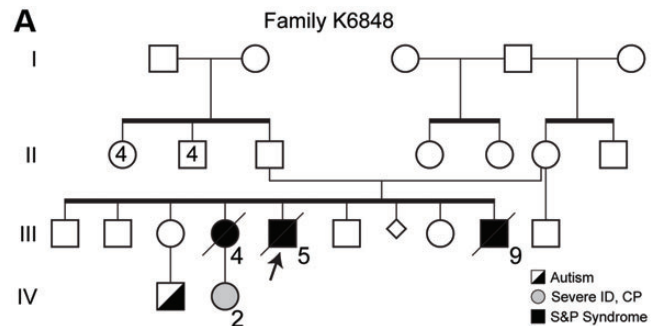 A
Family K6848
I
II
4
4
III
4
5
9
IV
2
Autism
Severe ID, CP
S&P Syndrome